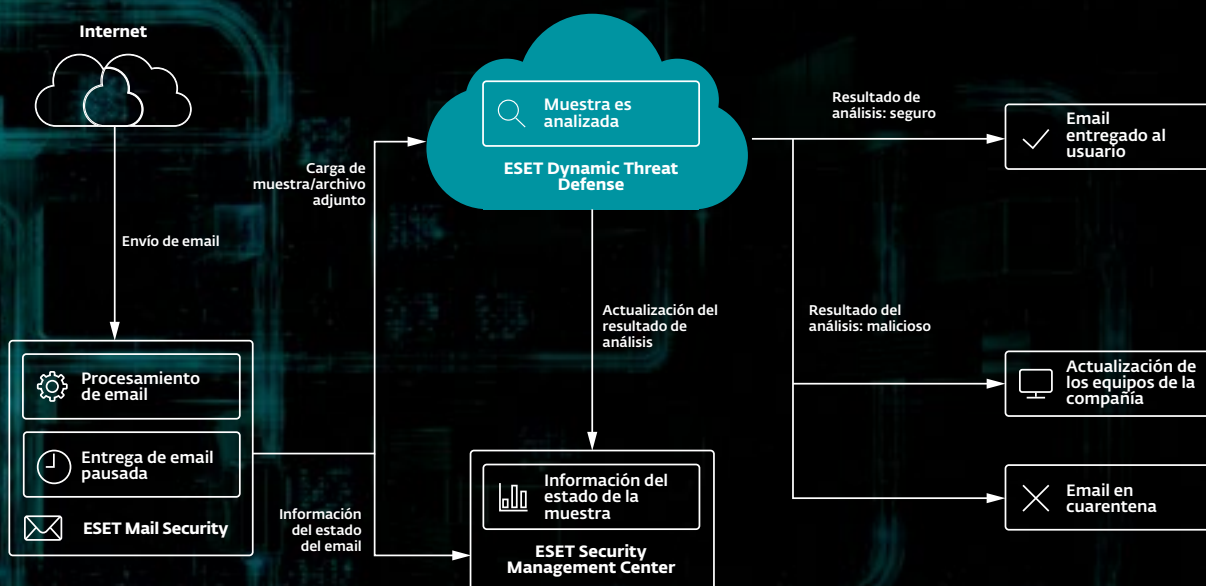 Internet
Envío de email
Procesamiento
de email
Entrega de email
pausada
ESET Mail Security
Carga de
muestra/archivo
adjunto
Información
del estado
del email
Muestra es
analizada
ESET Dynamic Threat
Defense
Actualización del
resultado de
análisis
Información del
estado de la
muestra
ESET Security
Management Center
Resultado de
análisis: seguro
Email
entregado al
usuario
Resultado del
análisis: malicioso
Actualización de
los equipos de la
compañía
Email en
cuarentena